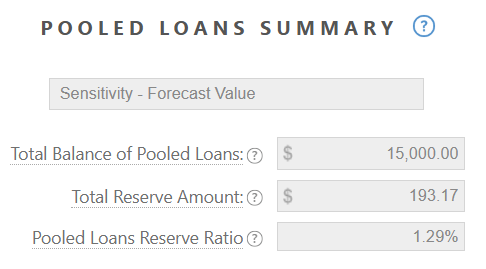 POOLED LOANS SUMMARY ?
Sensitivity - Forecast Value
Total Balance of Pooled Loans: ? $ 15,000.00
Total Reserve Amount: ? $ 193.17
Pooled Loans Reserve Ratio ? 1.29%